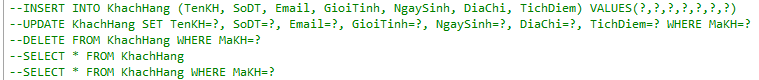 --INSERT INTO KhachHang (TenKH, SoDT, Email, GioiTinh, NgaySinh, DiaChi, TichDiem) VALUES(?,?,?,?,?,?,?)
--UPDATE KhachHang SET TenKH=?, SoDT=?, Email=?, GioiTinh=?, NgaySinh=?, DiaChi=?, TichDiem=? WHERE MaKH=?
--DELETE FROM KhachHang WHERE MaKH=?
--SELECT * FROM KhachHang
--SELECT * FROM KhachHang WHERE MaKH=?